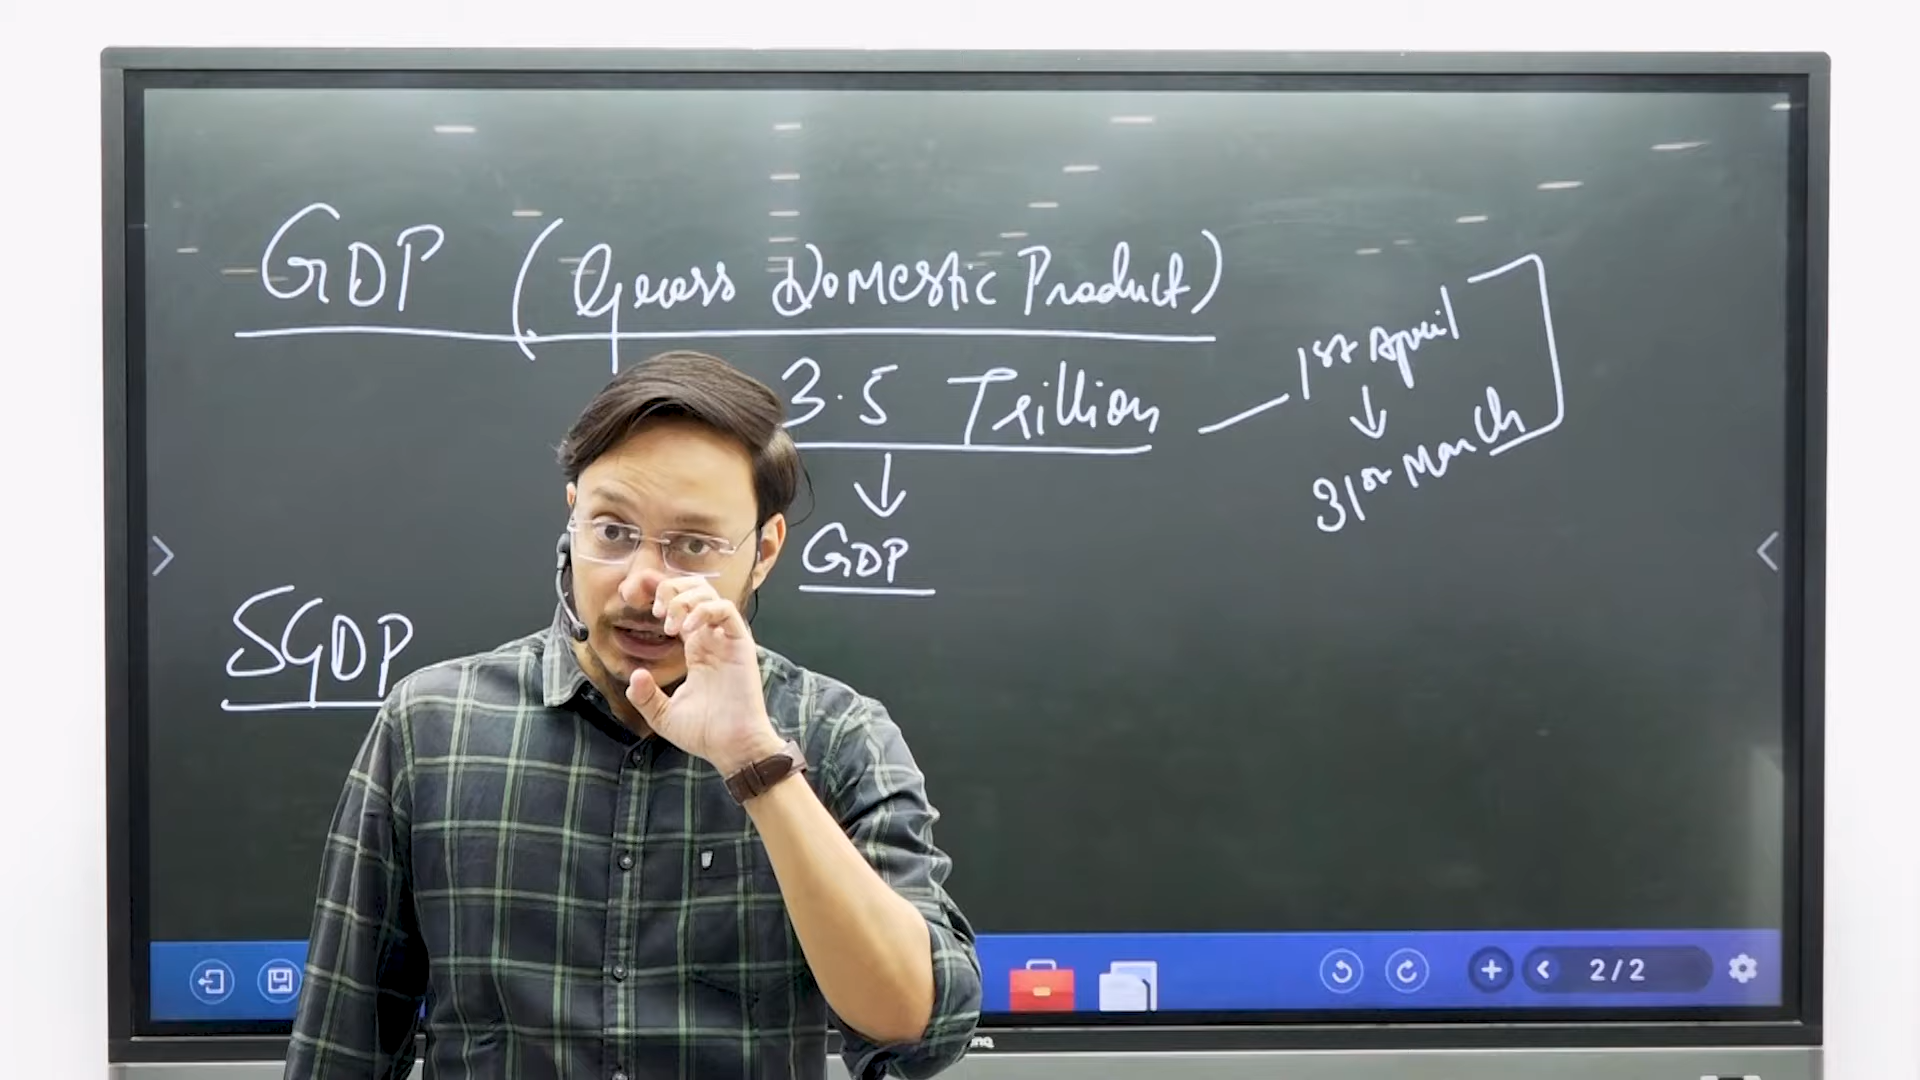 GDP (Gross Domestic Product)
3.5 Trillion
1st April
31st March
GDP
SGDP
2/2